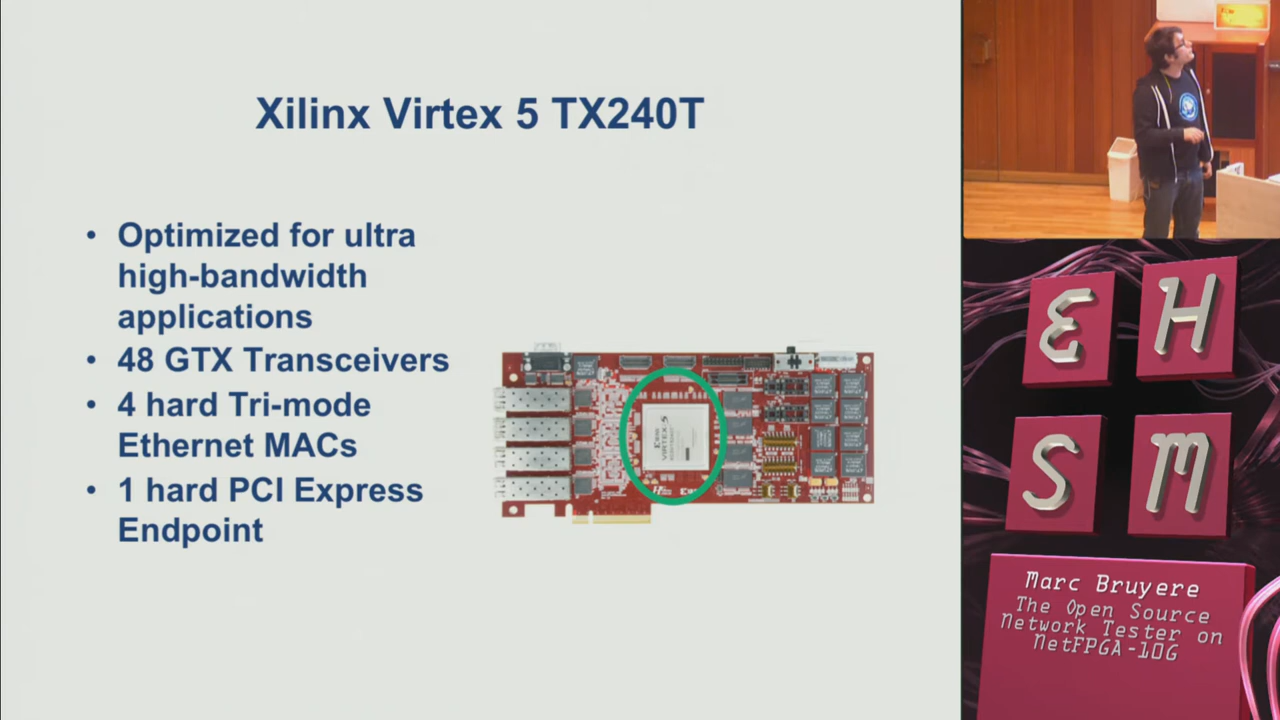 Xilinx Virtex 5 TX240T
• Optimized for ultra
high-bandwidth
applications
• 48 GTX Transceivers
• 4 hard Tri-mode
Ethernet MACs
• 1 hard PCI Express
Endpoint
VIRTEX-5
E H
S M
Marc Bruyere
The Open Source
Network Tester on
NetFPGA-10G